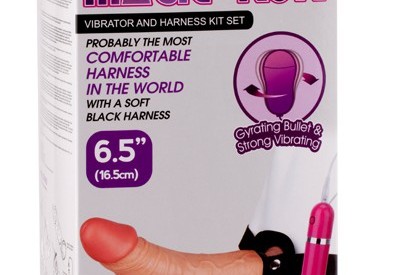 VIBRATOR AND HARNESS KIT SET
PROBABLY THE MOST
COMFORTABLE
HARNESS
IN THE WORLD
WITH A SOFT
BLACK HARNESS
6.5”
(16.5cm)
Gyrating Bullet &
Strong Vibrating